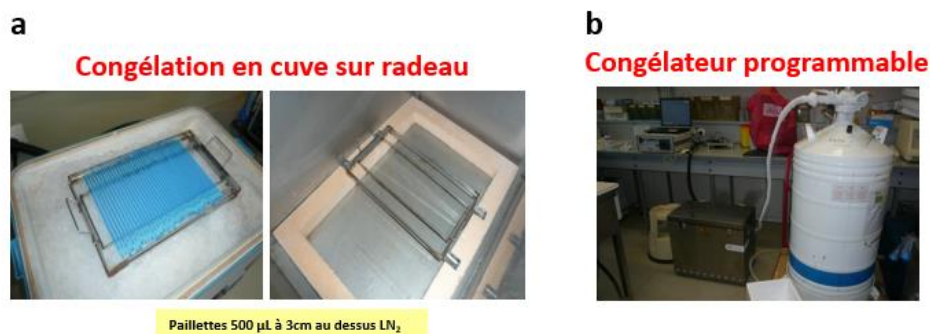 a
Congélation en cuve sur radeau
b
Congélateur programmable
Paillettes 500 µL à 3cm au dessus LN₂